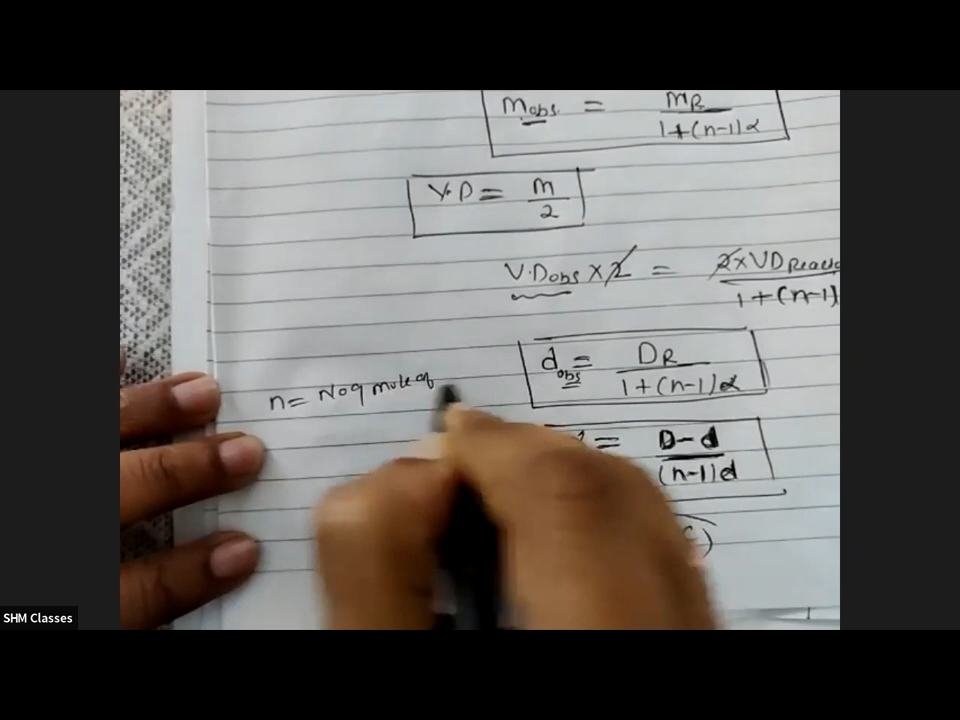 Mobs = MR / 1+(n-1)α
V.D = M / 2
V.Dobs × 2 = 2×VD / 1+(n-1)
dobs = DR / 1+(n-1)α
n= No of mole of
= D-d / (n-1)d
SHM Classes